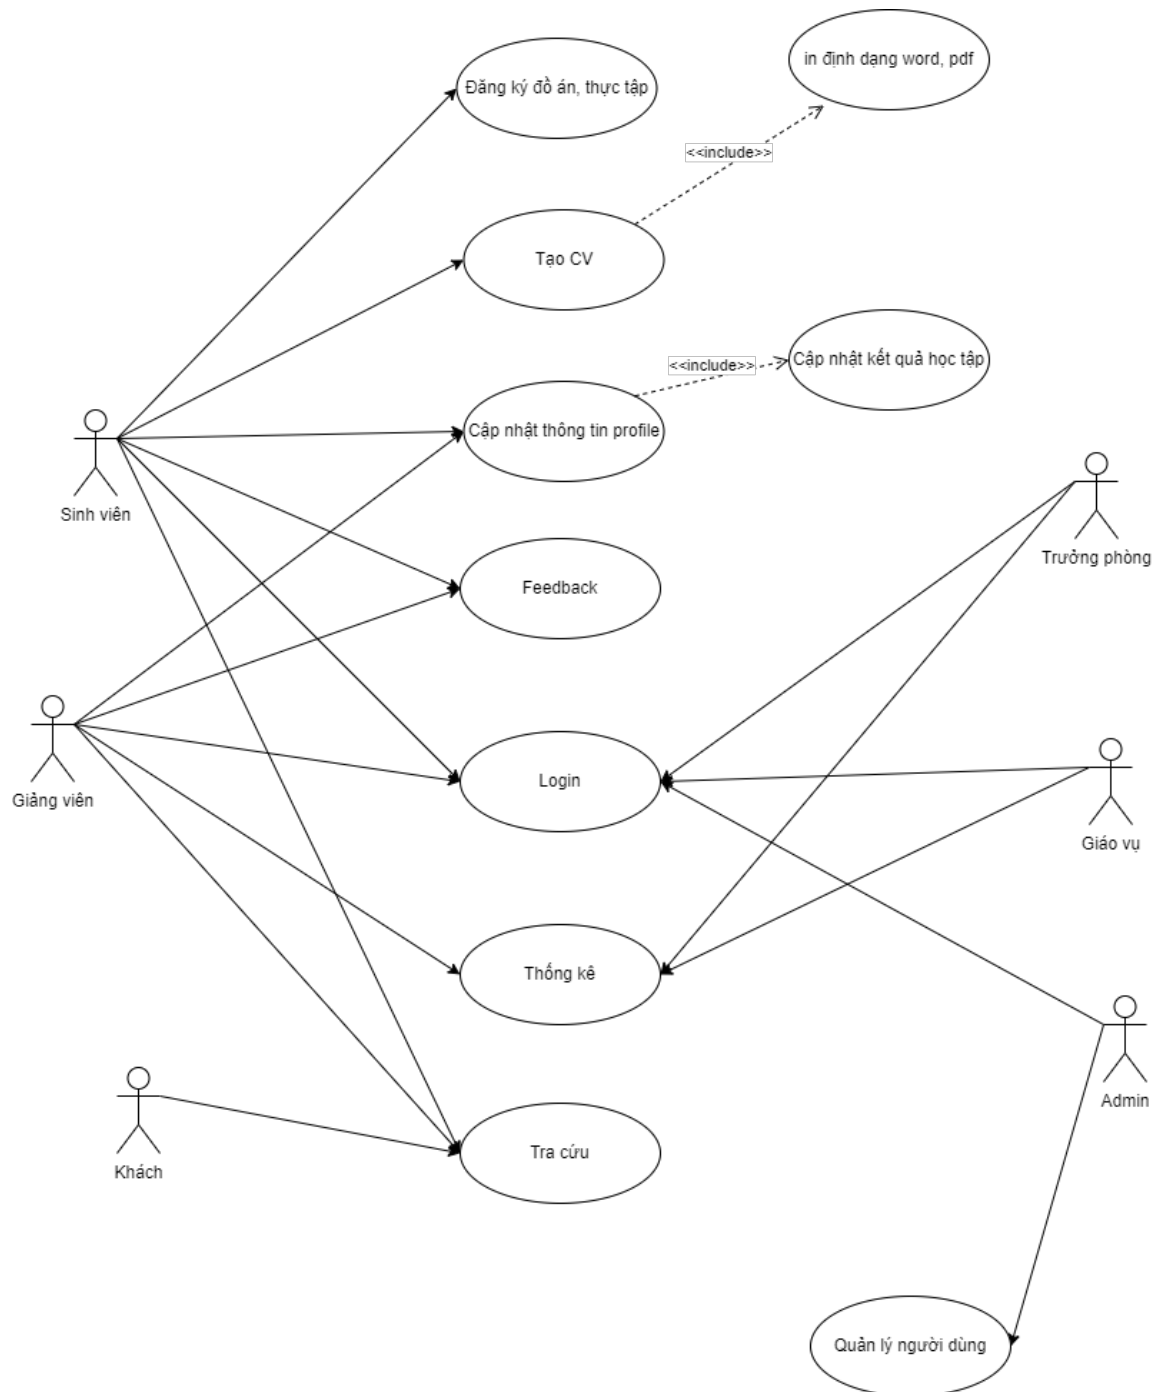 in định dạng word, pdf
Đăng ký đồ án, thực tập
<<include>>
Tạo CV
<<include>>
Cập nhật kết quả học tập
Cập nhật thông tin profile
Sinh viên
Trưởng phòng
Feedback
Login
Giảng viên
Giáo vụ
Thống kê
Admin
Tra cứu
Khách
Quản lý người dùng